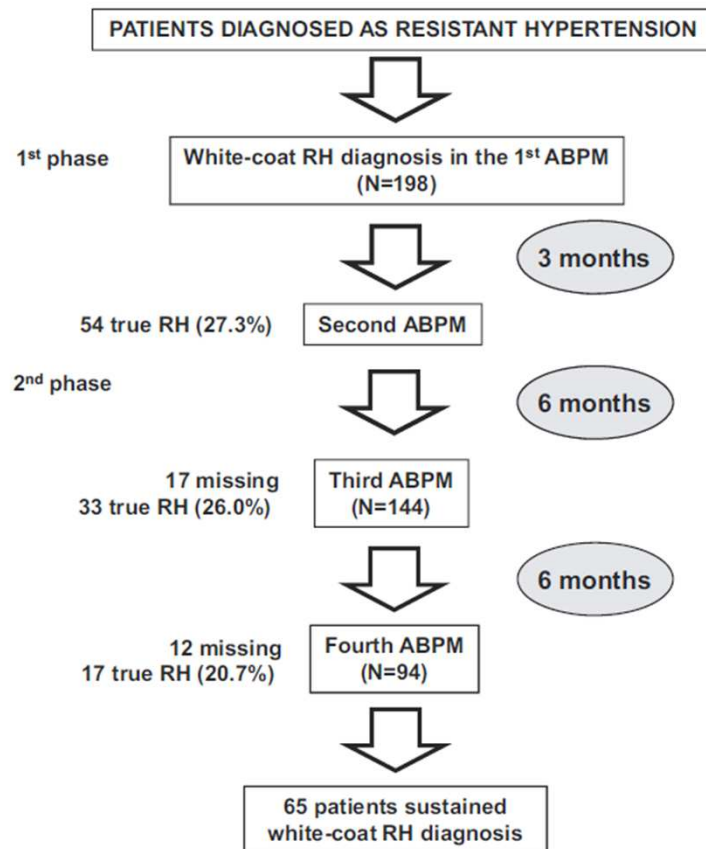 PATIENTS DIAGNOSED AS RESISTANT HYPERTENSION
1st phase
White-coat RH diagnosis in the 1st ABPM
(N=198)
3 months
54 true RH (27.3%)
Second ABPM
2nd phase
6 months
17 missing
33 true RH (26.0%)
Third ABPM
(N=144)
6 months
12 missing
17 true RH (20.7%)
Fourth ABPM
(N=94)
65 patients sustained
white-coat RH diagnosis